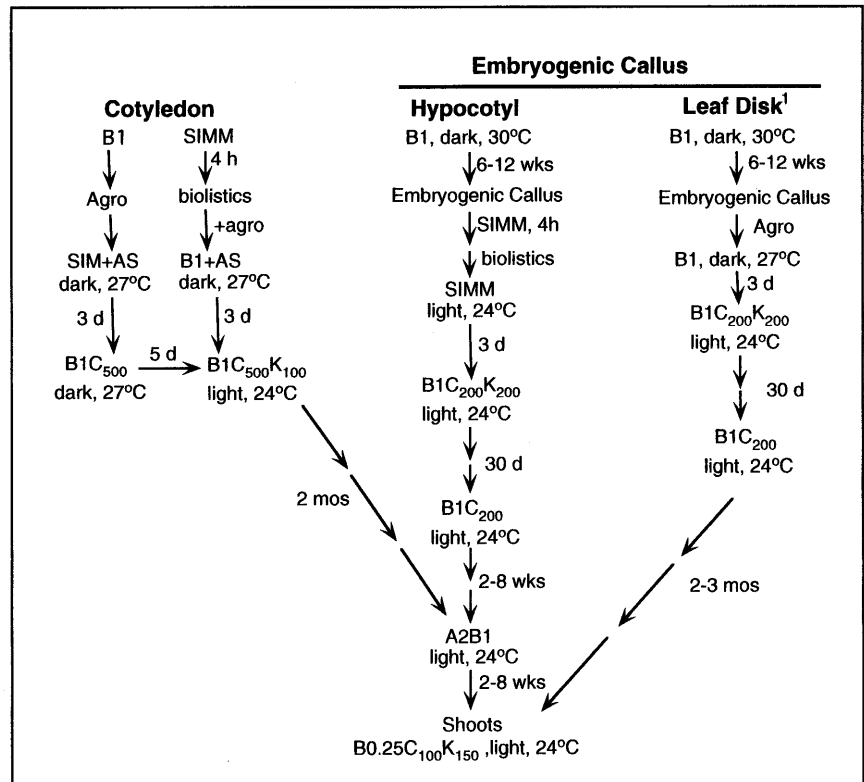 Embryogenic Callus
Cotyledon
Hypocotyl
Leaf Disk¹
B1
SIMM
4 h
Agro
biolistics
+agro
SIM+AS
dark, 27ºC
B1+AS
dark, 27ºC
3 d
3 d
B1C₅₀₀
dark, 27ºC
5 d
B1C₅₀₀K₁₀₀
light, 24ºC
2 mos
B1, dark, 30ºC
6-12 wks
Embryogenic Callus
SIMM, 4h
biolistics
SIMM
light, 24ºC
3 d
B1C₂₀₀K₂₀₀
light, 24ºC
30 d
B1C₂₀₀
light, 24ºC
2-8 wks
A2B1
light, 24ºC
2-8 wks
B1, dark, 30ºC
6-12 wks
Embryogenic Callus
Agro
B1, dark, 27ºC
3 d
B1C₂₀₀K₂₀₀
light, 24ºC
30 d
B1C₂₀₀
light, 24ºC
2-3 mos
Shoots
B0.25C₁₀₀K₁₅₀ ,light, 24ºC